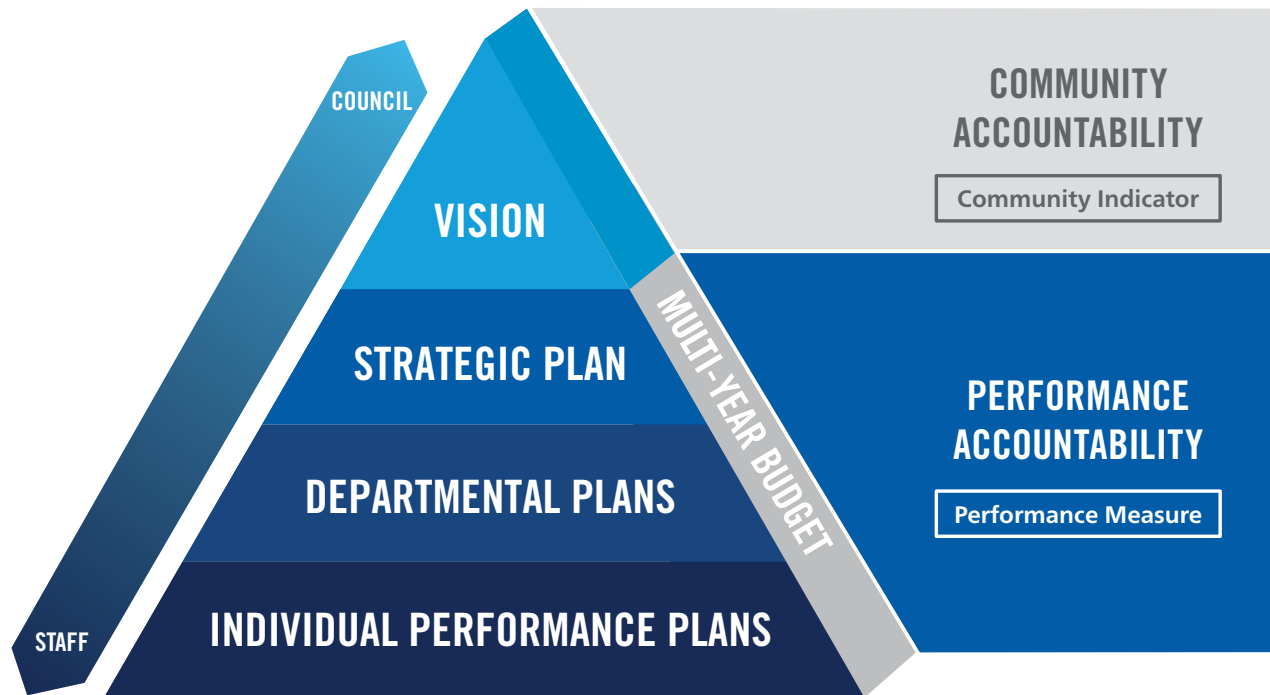 COUNCIL
STAFF
VISION
STRATEGIC PLAN
DEPARTMENTAL PLANS
INDIVIDUAL PERFORMANCE PLANS
MULTI-YEAR BUDGET
COMMUNITY
ACCOUNTABILITY
Community Indicator
PERFORMANCE
ACCOUNTABILITY
Performance Measure